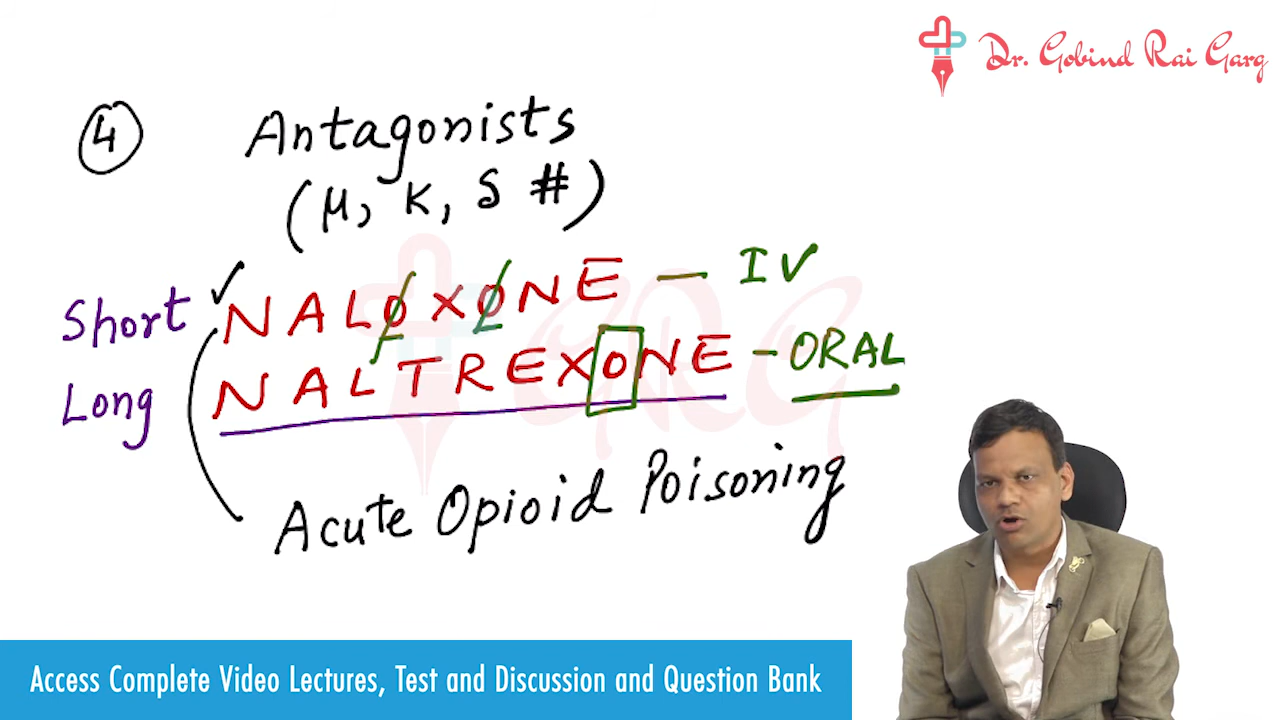 Dr. Gobind Rai Garg
4 Antagonists
(μ, κ, δ #)
Short NALOXONE - IV
Long NALTREXONE - ORAL
Acute Opioid Poisoning
GARG
Access Complete Video Lectures, Test and Discussion and Question Bank